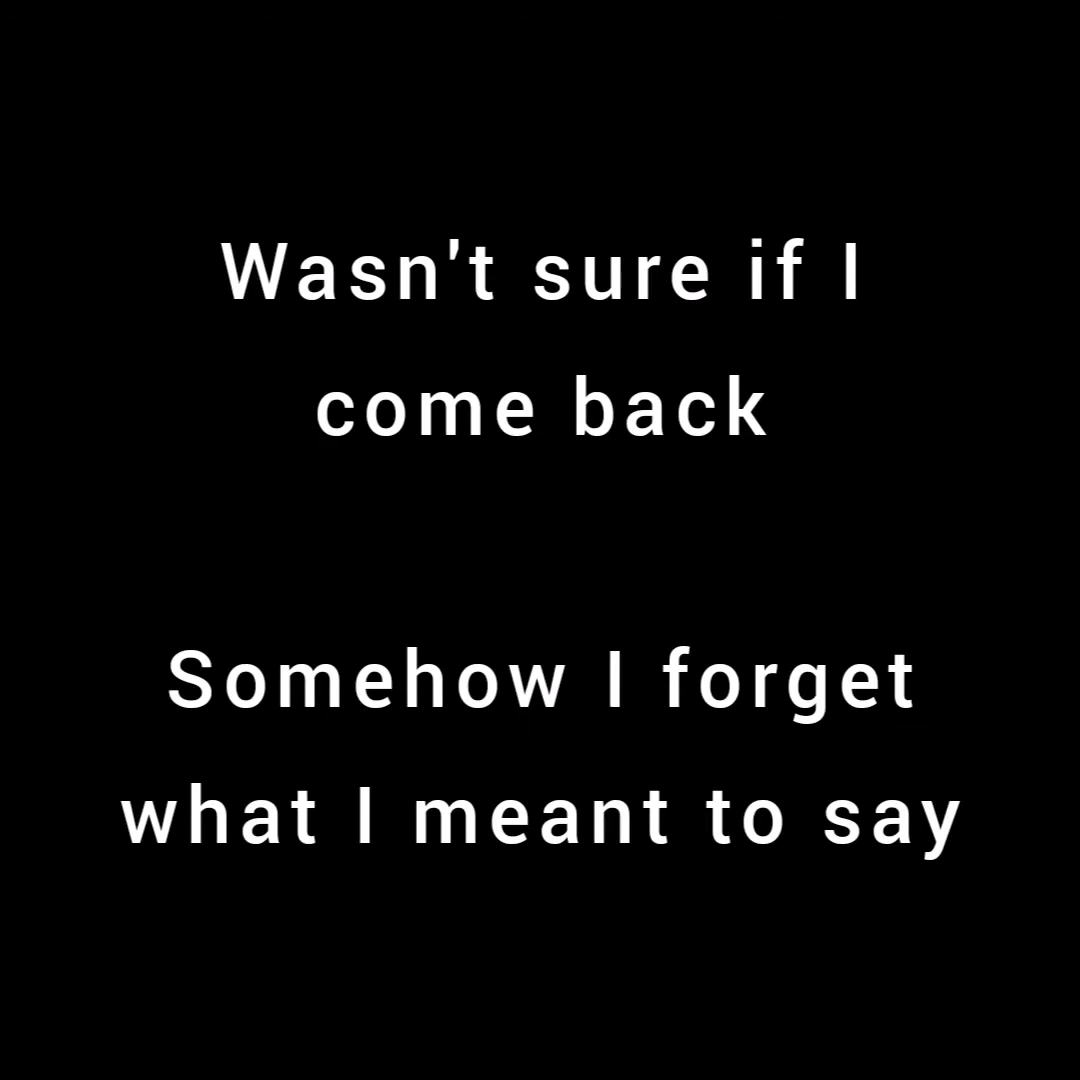 Wasn't sure if I
come back
Somehow I forget
what I meant to say